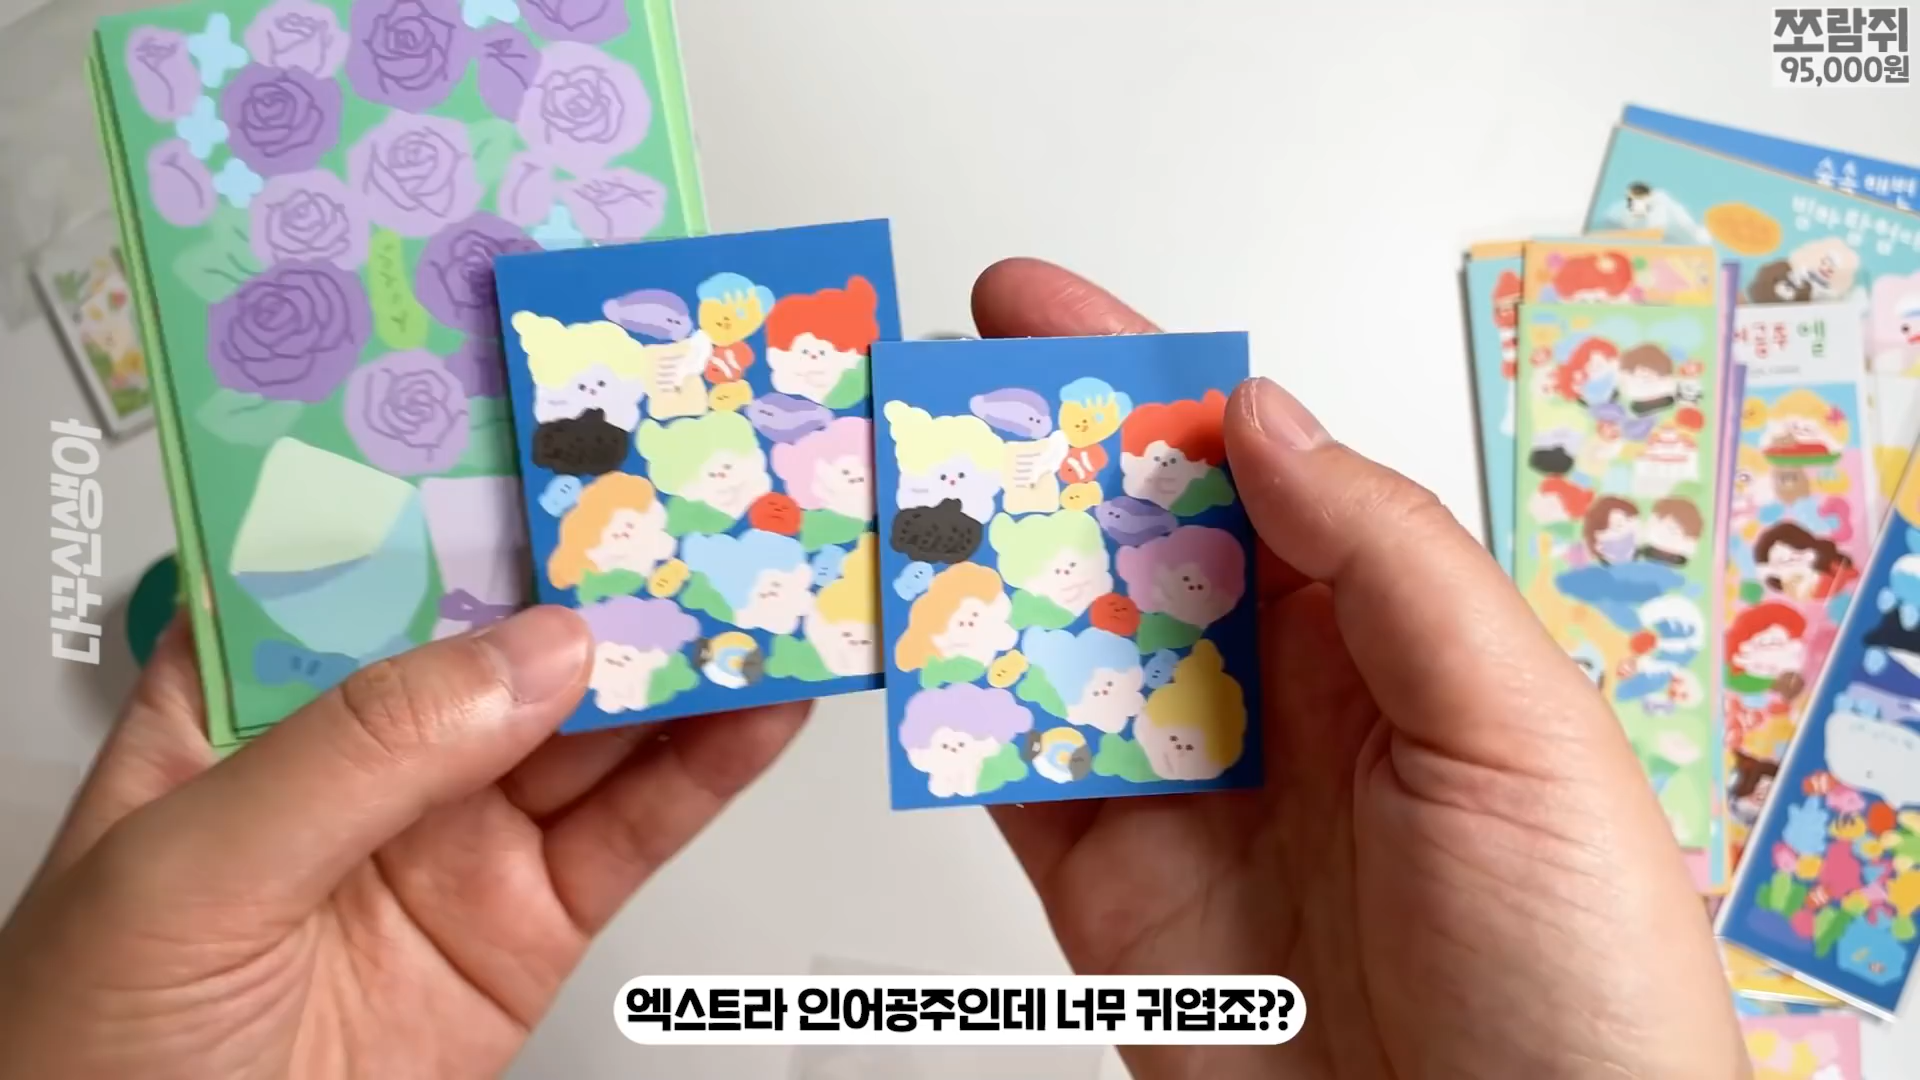 쪼람쥐
95,000원
다꾸신생아
엑스트라 인어공주인데 너무 귀엽죠??